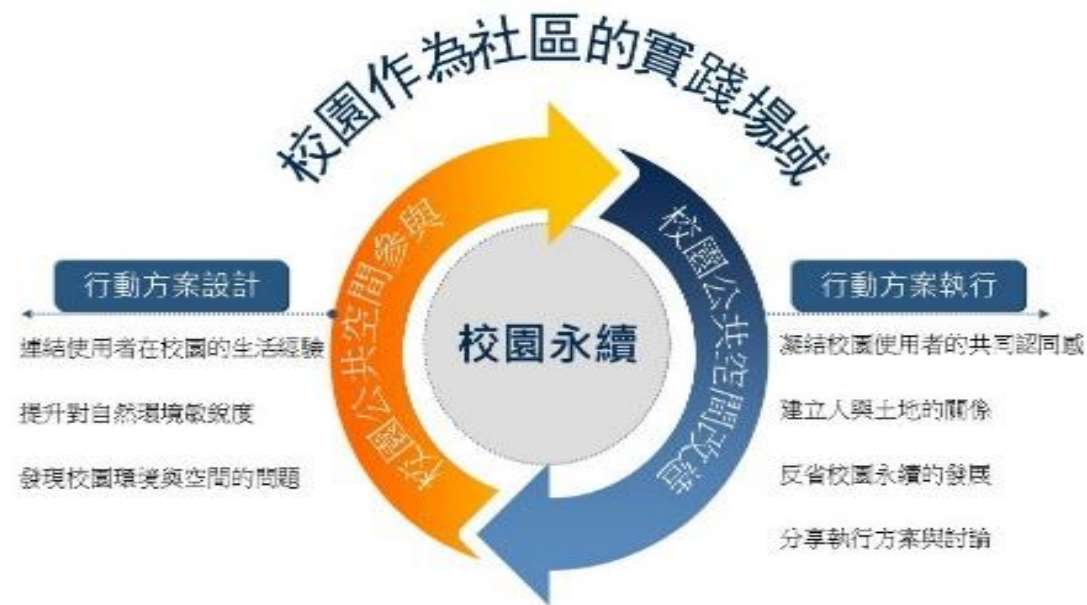 校園作為社區的實踐場域
校園公共空間參與
校園公共空間改造
校園永續
行動方案設計
連結使用者在校園的生活經驗
提升對自然環境敏銳度
發現校園環境與空間的問題
行動方案執行
凝結校園使用者的共同認同感
建立人與土地的關係
反省校園永續的發展
分享執行方案與討論